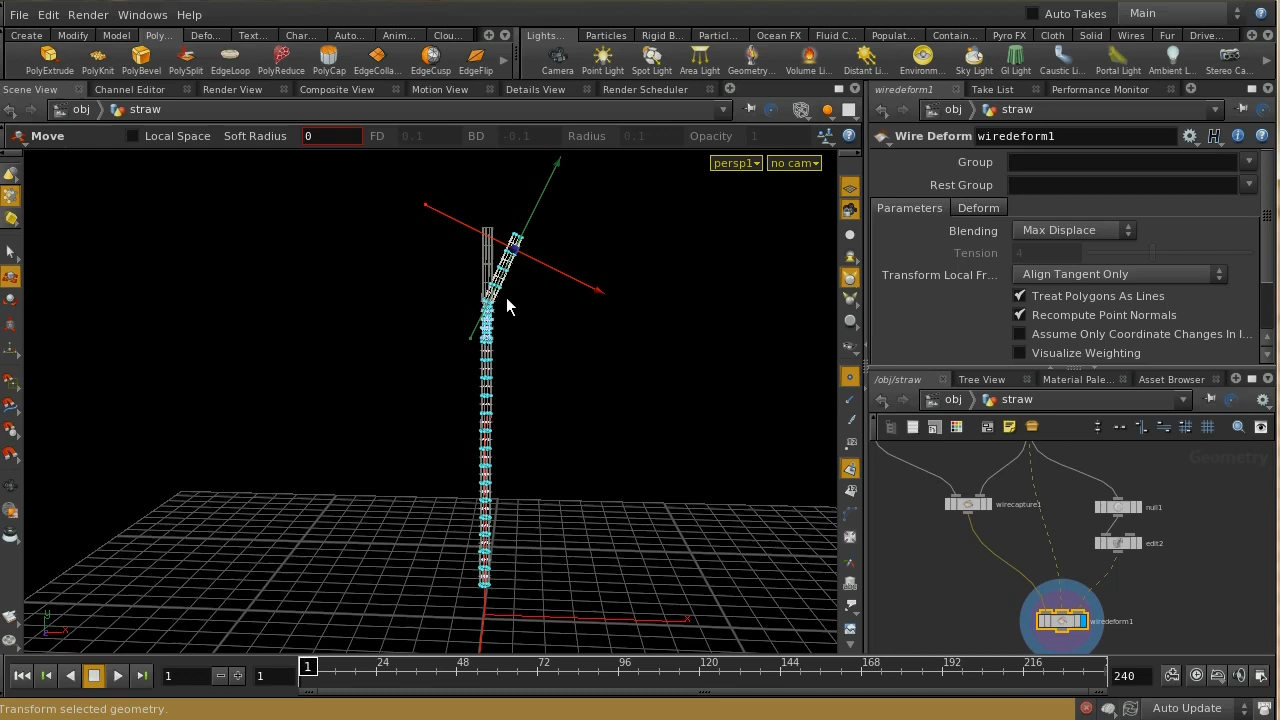 File Edit Render Windows Help Auto Takes Main
Create Modify Model Poly... Defo... Text... Char... Auto... Anim... Clou... Lights... Particles Rigid B... Particl... Ocean FX Fluid C... Populat... Contain... Pyro FX Cloth Solid Wires Fur Drive...
PolyExtrude PolyKnit PolyBevel PolySplit EdgeLoop PolyReduce PolyCap EdgeColla... EdgeCusp EdgeFlip Camera Point Light Spot Light Area Light Geometry... Volume Li... Distant Li... Environm... Sky Light GI Light Caustic Li... Portal Light Ambient L... Stereo Ca...
Scene View Channel Editor Render View Composite View Motion View Details View Render Scheduler wiredeform1 Take List Performance Monitor
obj straw obj straw
Move Local Space Soft Radius 0 FD 0.1 BD -0.1 Radius 0.1 Opacity 1 Wire Deform wiredeform1
persp1 no cam
Group
Rest Group
Parameters Deform
Blending Max Displace
Tension 4
Transform Local Fr... Align Tangent Only
Treat Polygons As Lines
Recompute Point Normals
Assume Only Coordinate Changes In I...
Visualize Weighting
/obj/straw Tree View Material Pale... Asset Browser
obj straw
Geometry
wirecapture1 null1
edit2
wiredeform1
y x
1 1 1 24 48 72 96 120 144 168 192 216 240
Transform selected geometry. Auto Update